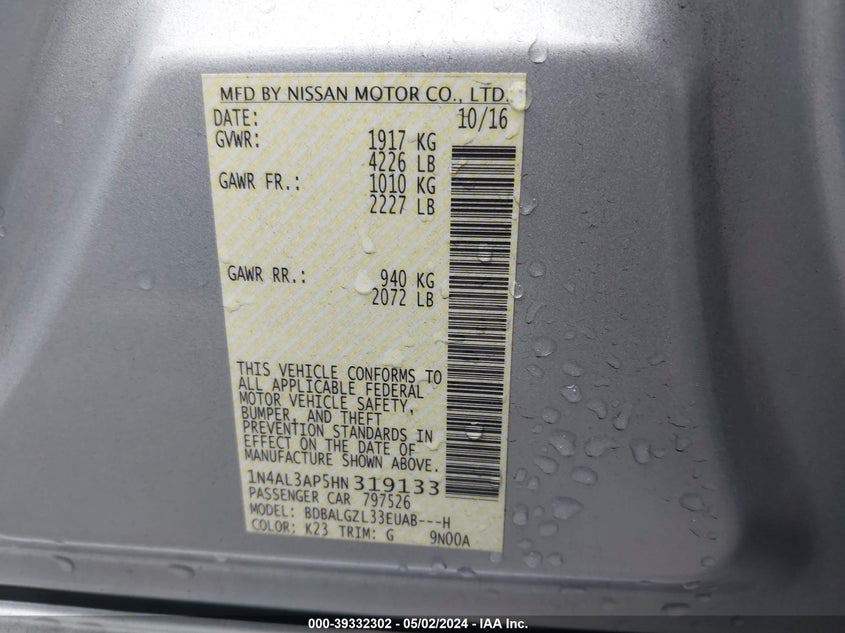 MFD BY NISSAN MOTOR CO., LTD.
DATE: 10/16
GVWR: 1917 KG
4226 LB
GAWR FR.: 1010 KG
2227 LB
GAWR RR.: 940 KG
2072 LB
THIS VEHICLE CONFORMS TO
ALL APPLICABLE FEDERAL
MOTOR VEHICLE SAFETY,
BUMPER, AND THEFT
PREVENTION STANDARDS IN
EFFECT ON THE DATE OF
MANUFACTURE SHOWN ABOVE.
1N4AL3AP5HN 319133
PASSENGER CAR 797526
MODEL: BDBALGZL33EUAB---H
COLOR: K23 TRIM: G 9N00A
000-39332302 - 05/02/2024 - IAA Inc.